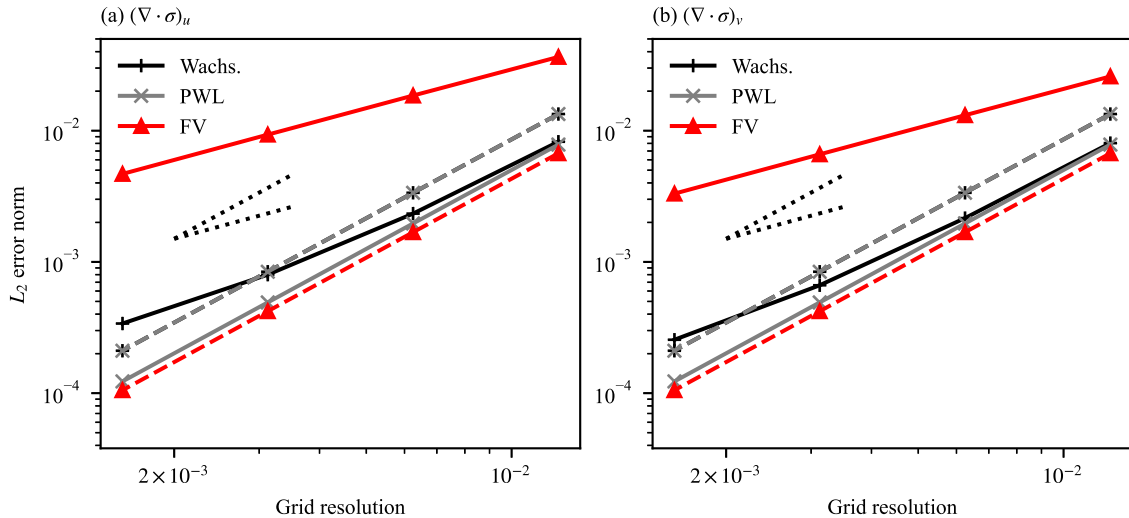 (a) (∇ · σ)ᵤ
Wachs.
PWL
FV
10⁻²
10⁻³
10⁻⁴
L₂ error norm
2 × 10⁻³
10⁻²
Grid resolution
(b) (∇ · σ)ᵥ
Wachs.
PWL
FV
10⁻²
10⁻³
10⁻⁴
2 × 10⁻³
10⁻²
Grid resolution